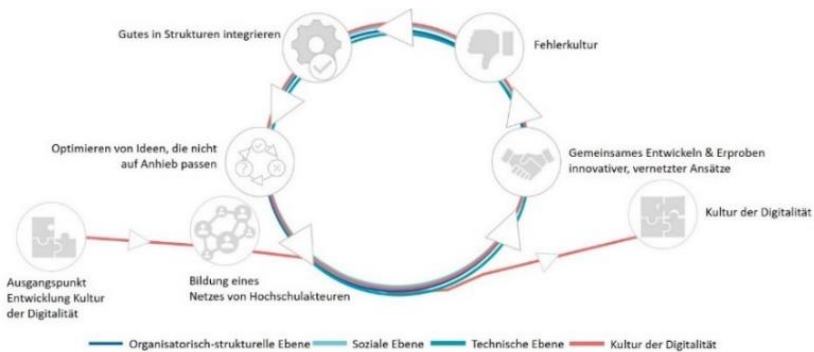 Gutes in Strukturen integrieren
Fehlerkultur
Optimieren von Ideen, die nicht
auf Anhieb passen
Gemeinsames Entwickeln & Erproben
innovativer, vernetzter Ansätze
Kultur der Digitalität
Ausgangspunkt
Entwicklung Kultur
der Digitalität
Bildung eines
Netzes von Hochschulakteuren
Organisatorisch-strukturelle Ebene
Soziale Ebene
Technische Ebene
Kultur der Digitalität